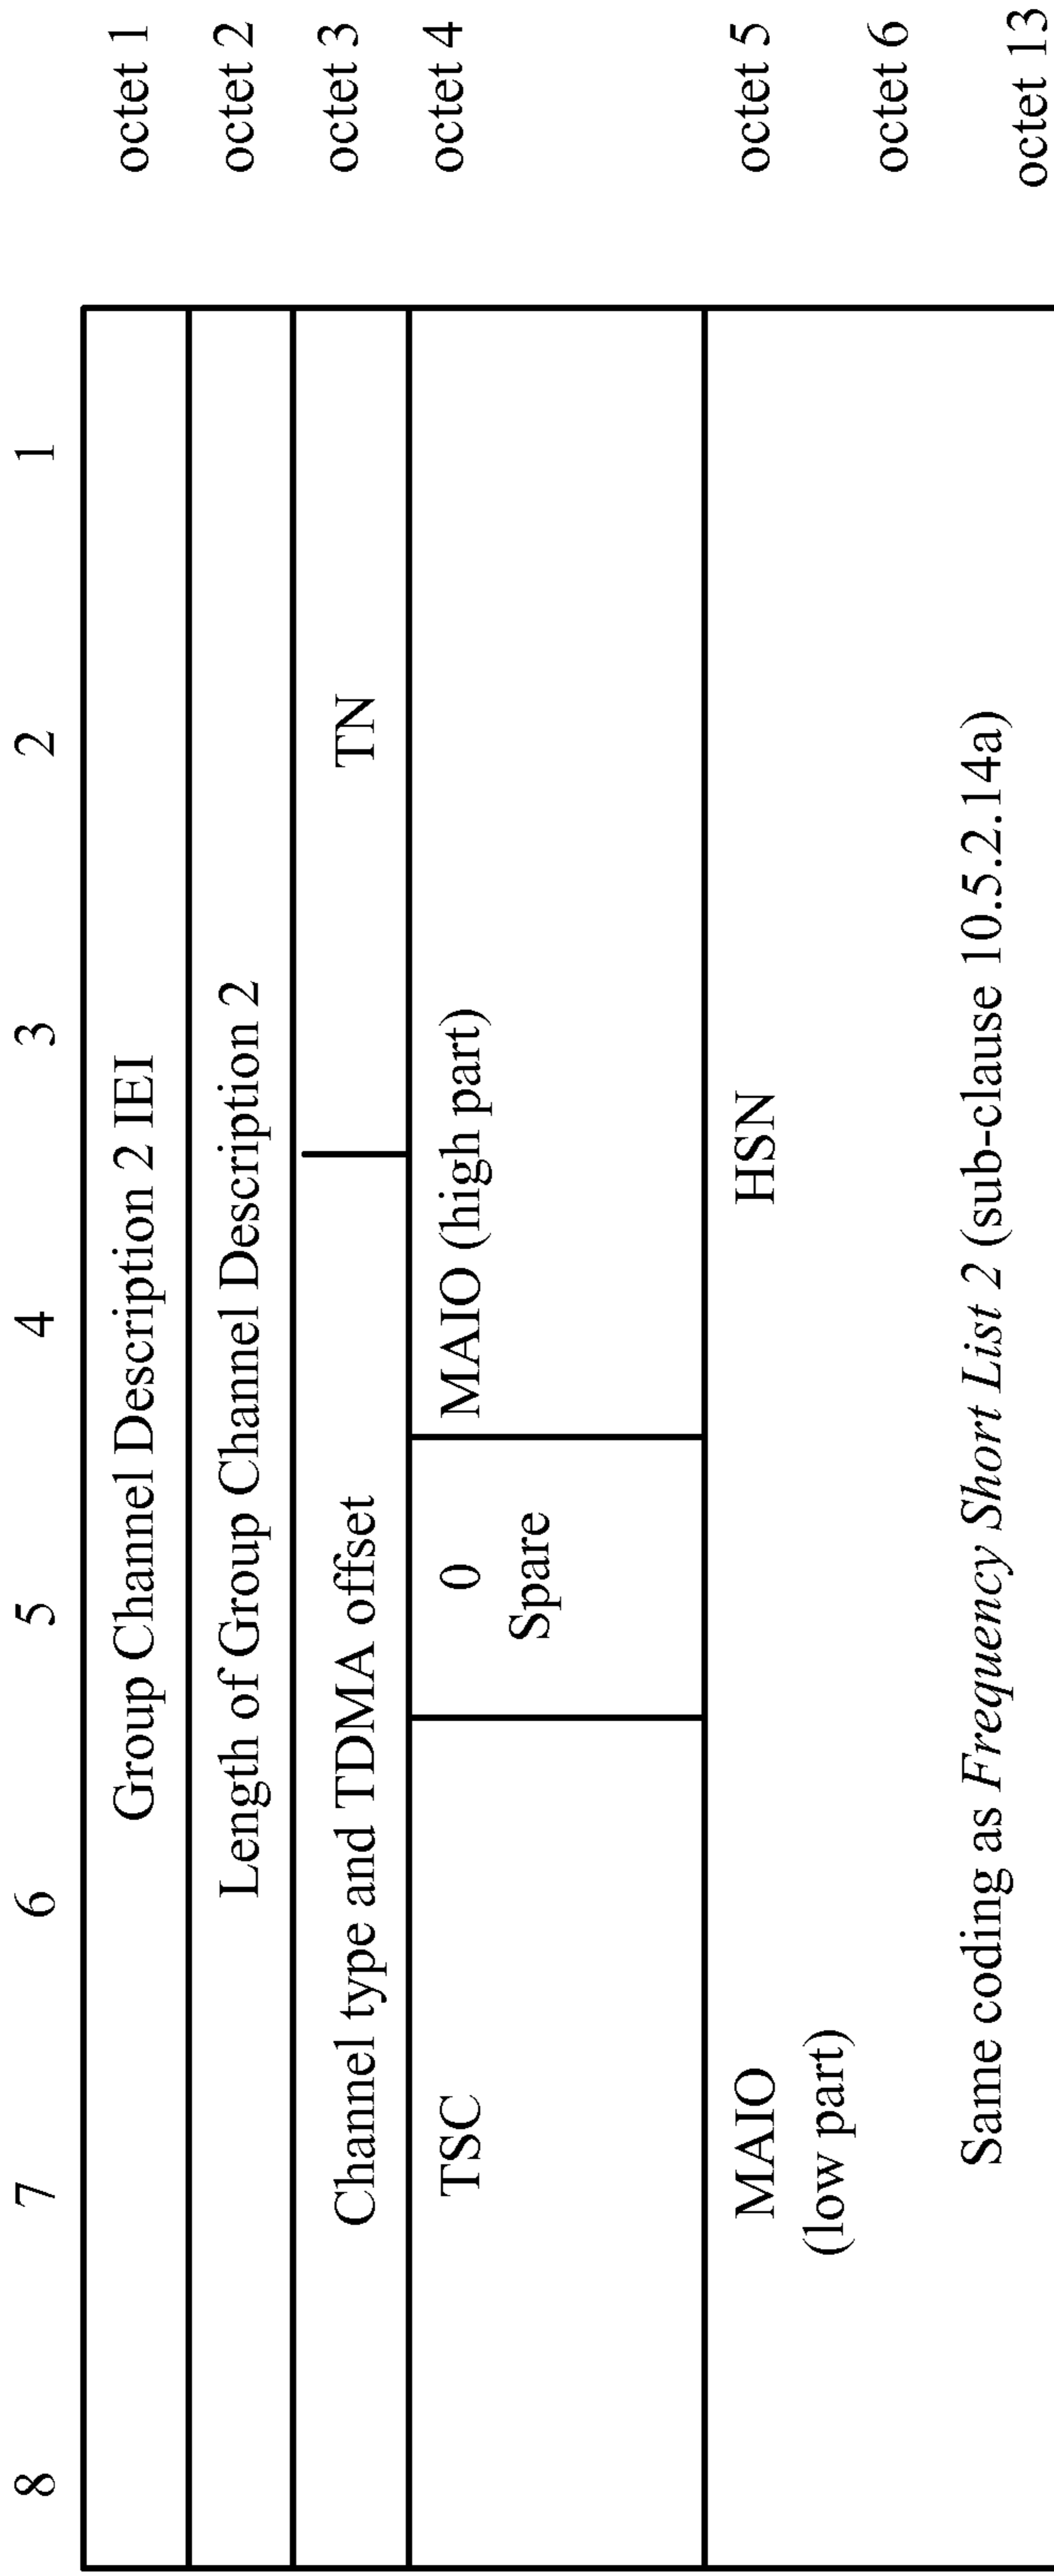 8 7 6 5 4 3 2 1
Group Channel Description 2 IEI octet 1
Length of Group Channel Description 2 octet 2
Channel type and TDMA offset TN octet 3
TSC 0 MAIO (high part) octet 4
Spare
MAIO HSN octet 5
(low part)
octet 6
Same coding as Frequency Short List 2 (sub-clause 10.5.2.14a)
octet 13